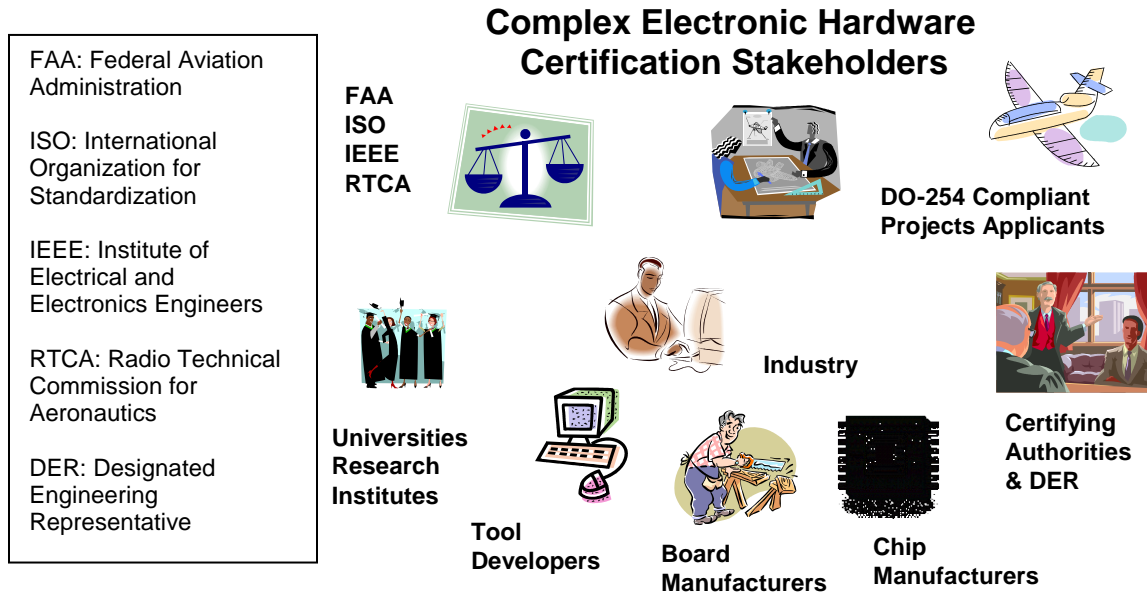 Complex Electronic Hardware
Certification Stakeholders
FAA: Federal Aviation
Administration
ISO: International
Organization for
Standardization
IEEE: Institute of
Electrical and
Electronics Engineers
RTCA: Radio Technical
Commission for
Aeronautics
DER: Designated
Engineering
Representative
FAA
ISO
IEEE
RTCA
DO-254 Compliant
Projects Applicants
Industry
Universities
Research
Institutes
Tool
Developers
Board
Manufacturers
Chip
Manufacturers
Certifying
Authorities
& DER